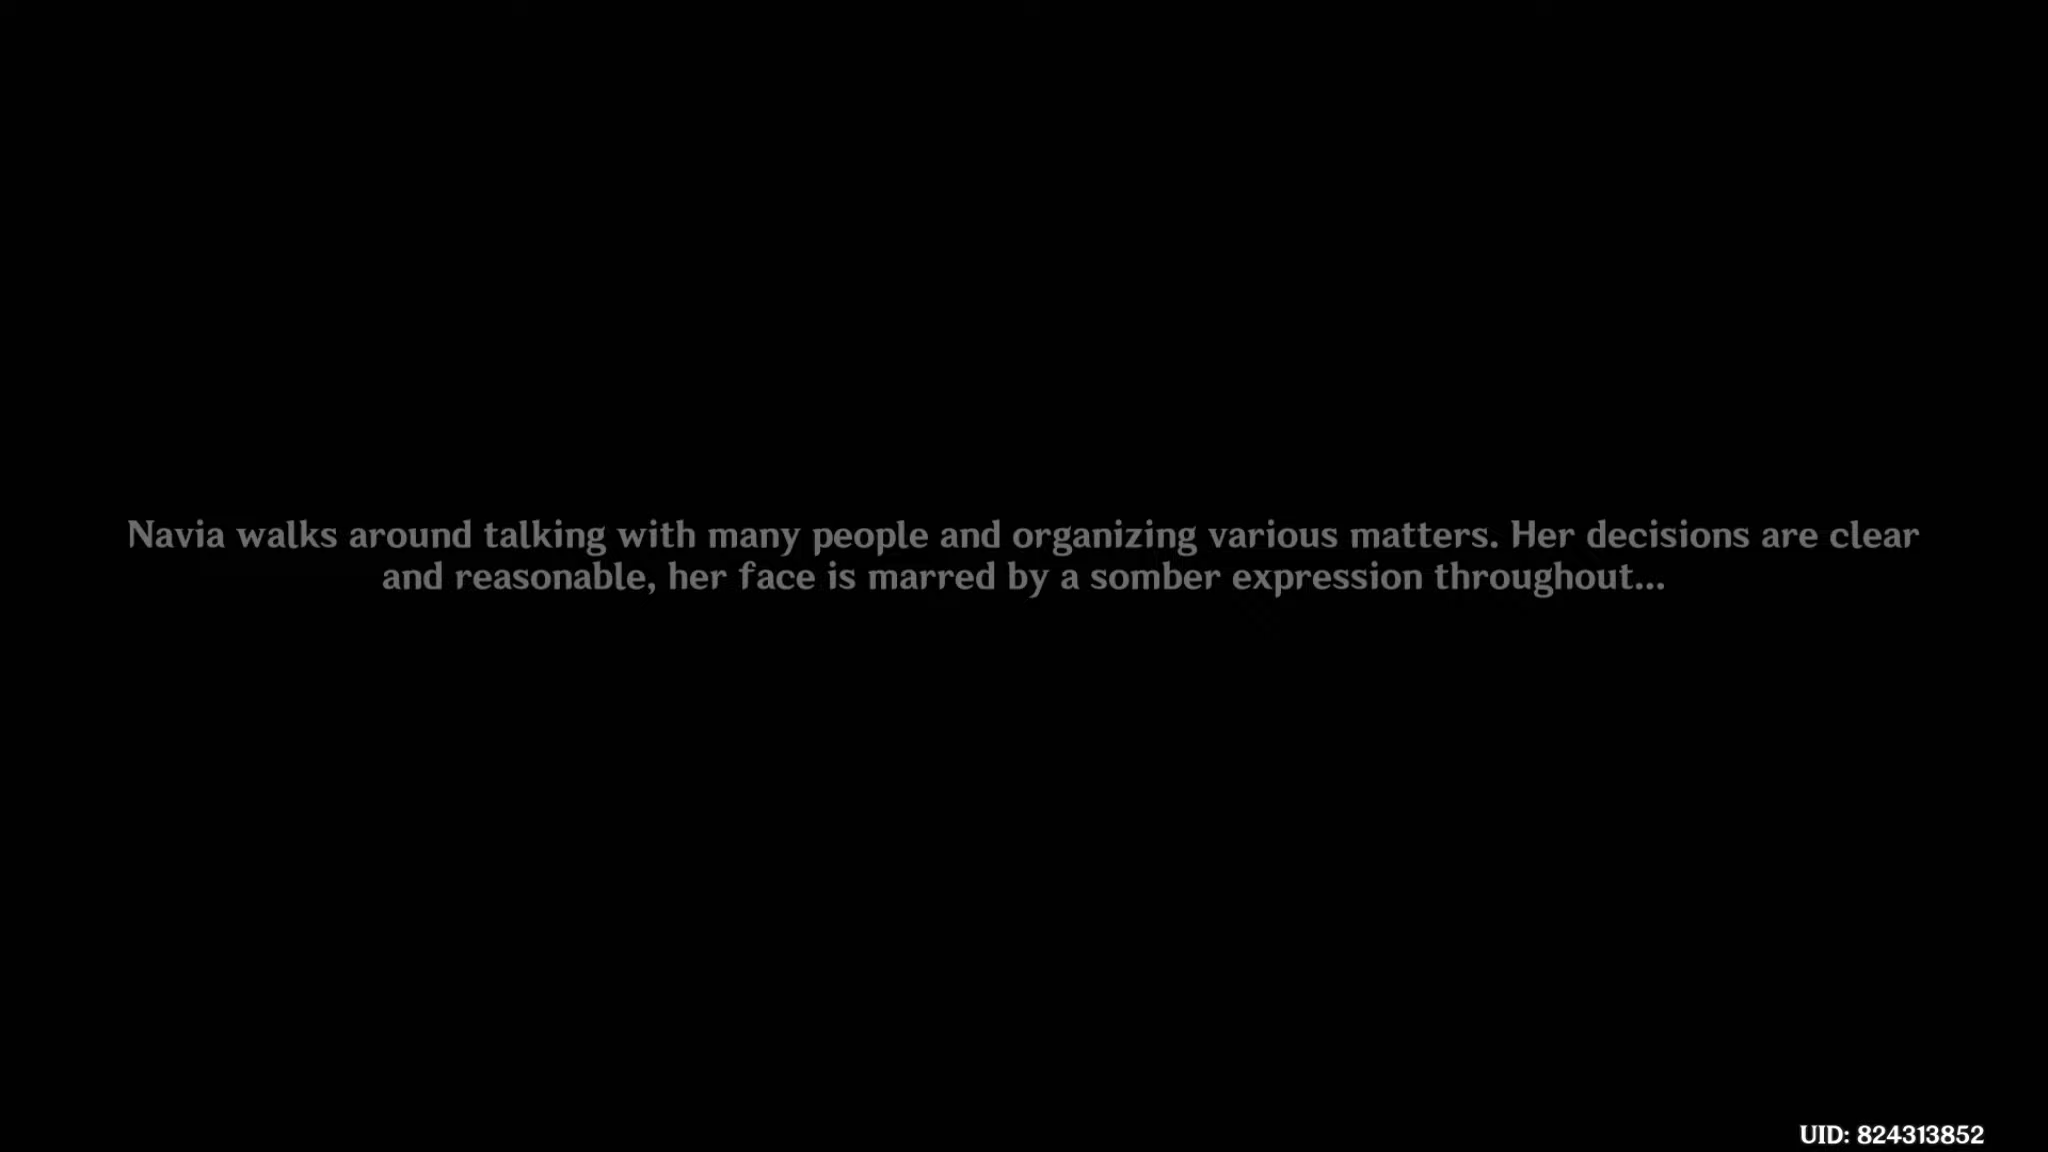 Navia walks around talking with many people and organizing various matters. Her decisions are clear
and reasonable, her face is marred by a somber expression throughout...
UID: 824313852